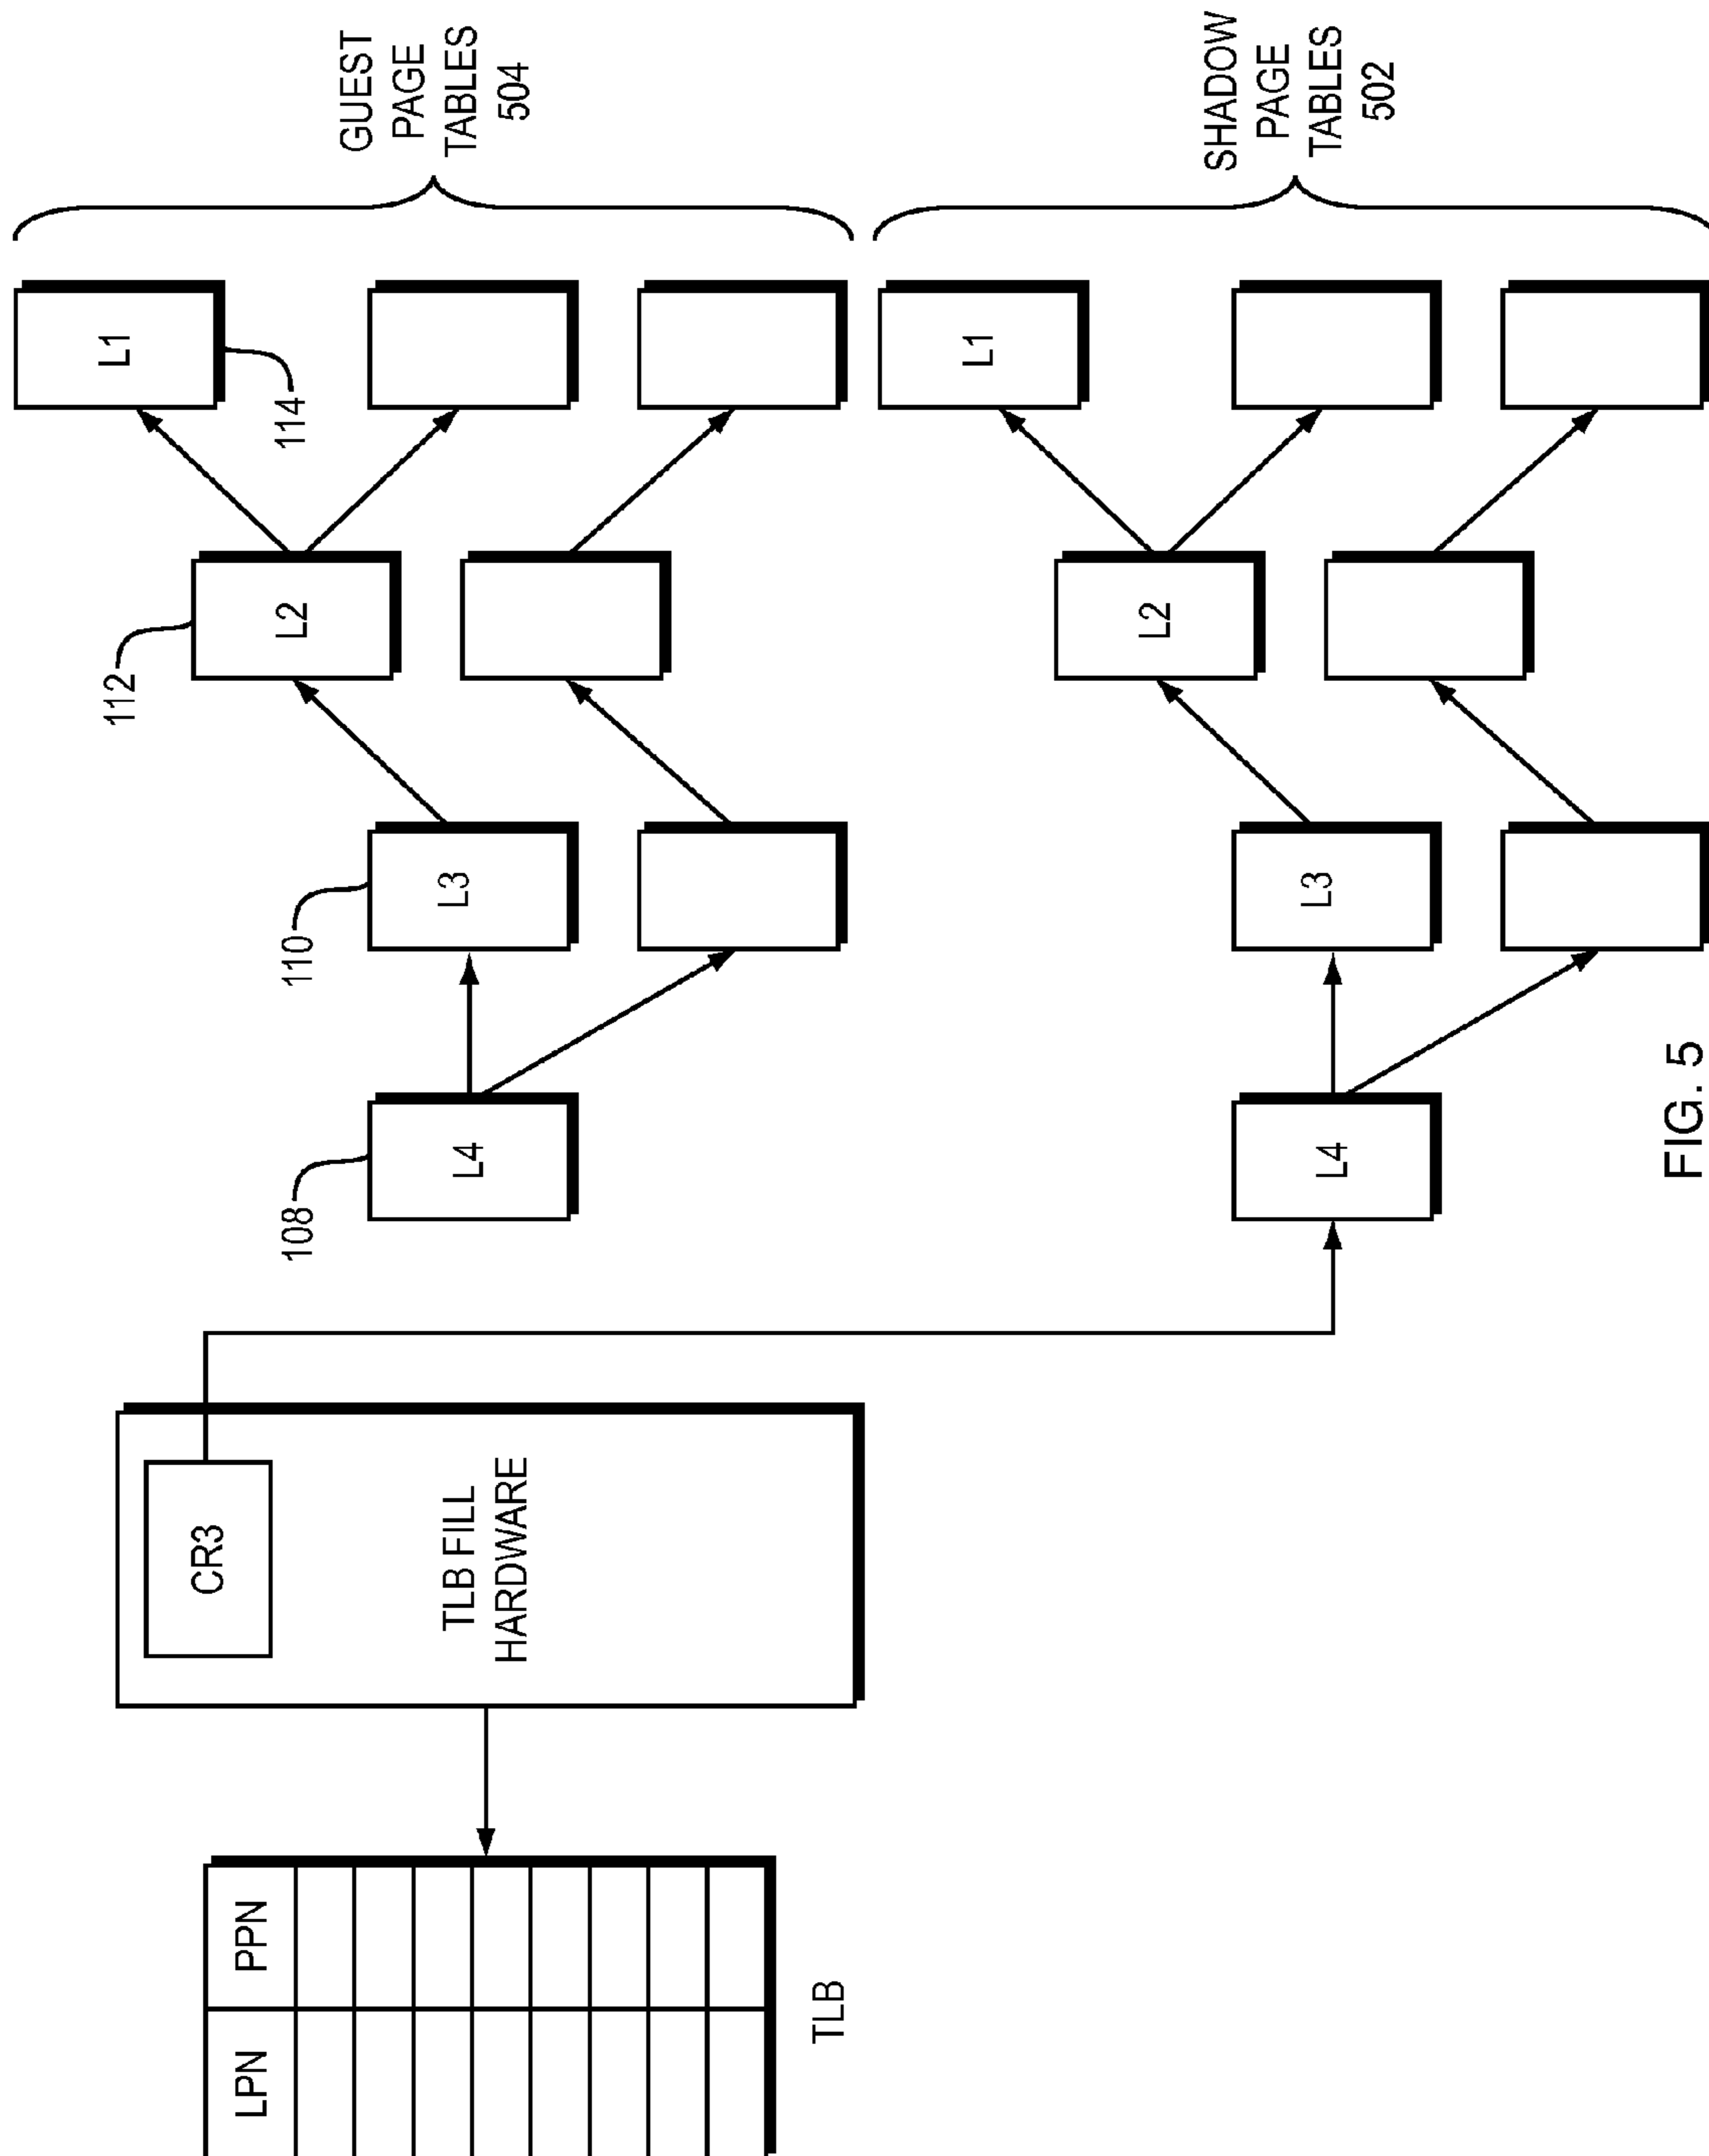 LPN PPN
TLB
CR3
TLB FILL
HARDWARE
108
L4
110
L3
112
L2
114
L1
GUEST
PAGE
TABLES
504
L4
L3
L2
L1
SHADOW
PAGE
TABLES
502
FIG. 5